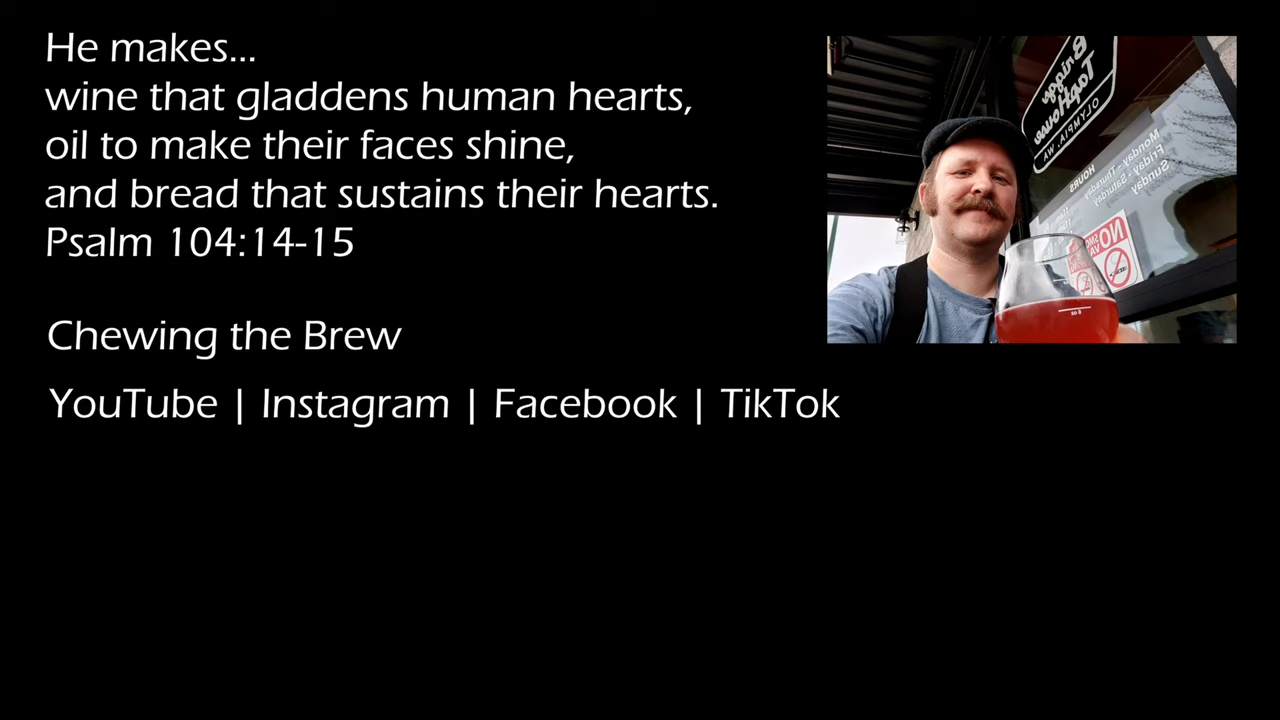 He makes...
wine that gladdens human hearts,
oil to make their faces shine,
and bread that sustains their hearts.
Psalm 104:14-15
Chewing the Brew
YouTube | Instagram | Facebook | TikTok
Briggs
TapHouse
OLYMPIA, WA
HOURS
Monday - Thursday
Friday - Saturday
Sunday
NO